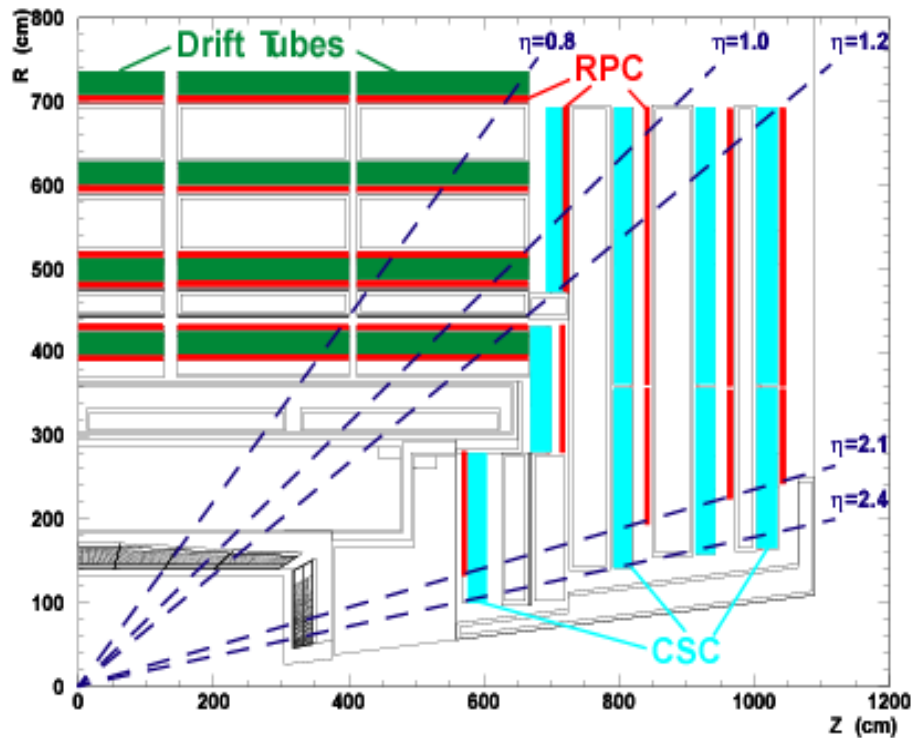 R (cm)
800
700
600
500
400
300
200
100
0
Drift Tubes
η=0.8
η=1.0
η=1.2
RPC
η=2.1
η=2.4
CSC
0
200
400
600
800
1000
1200
Z (cm)